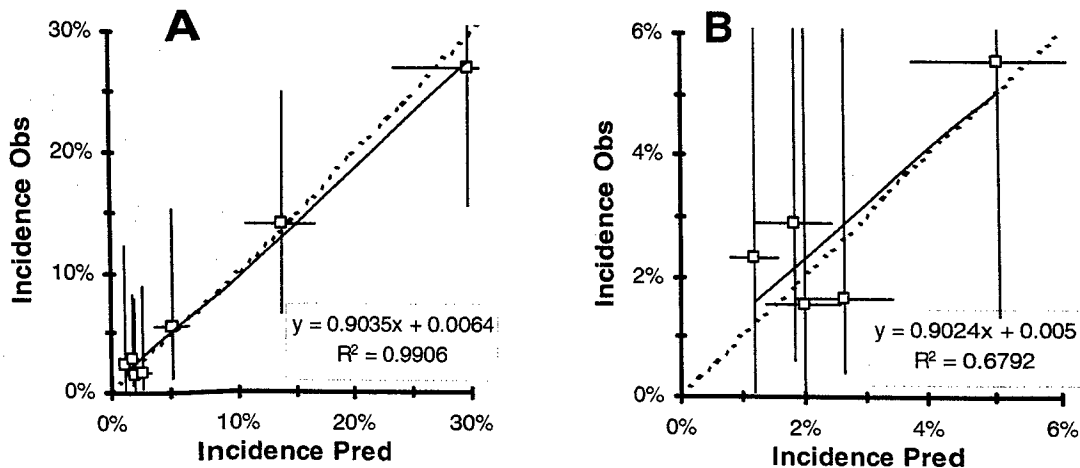 A
30%
20%
10%
0%
Incidence Obs
y = 0.9035x + 0.0064
R² = 0.9906
0%
10%
20%
30%
Incidence Pred
B
6%
4%
2%
0%
Incidence Obs
y = 0.9024x + 0.005
R² = 0.6792
0%
2%
4%
6%
Incidence Pred